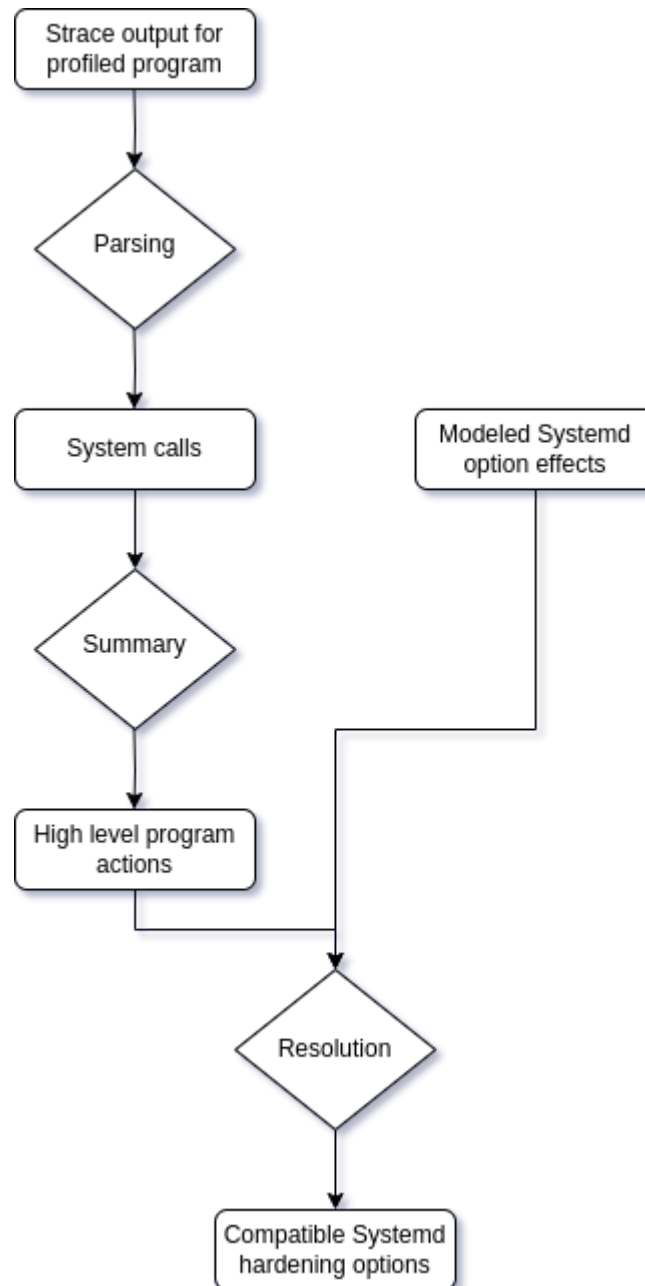 Strace output for
profiled program
Parsing
System calls
Modeled Systemd
option effects
Summary
High level program
actions
Resolution
Compatible Systemd
hardening options